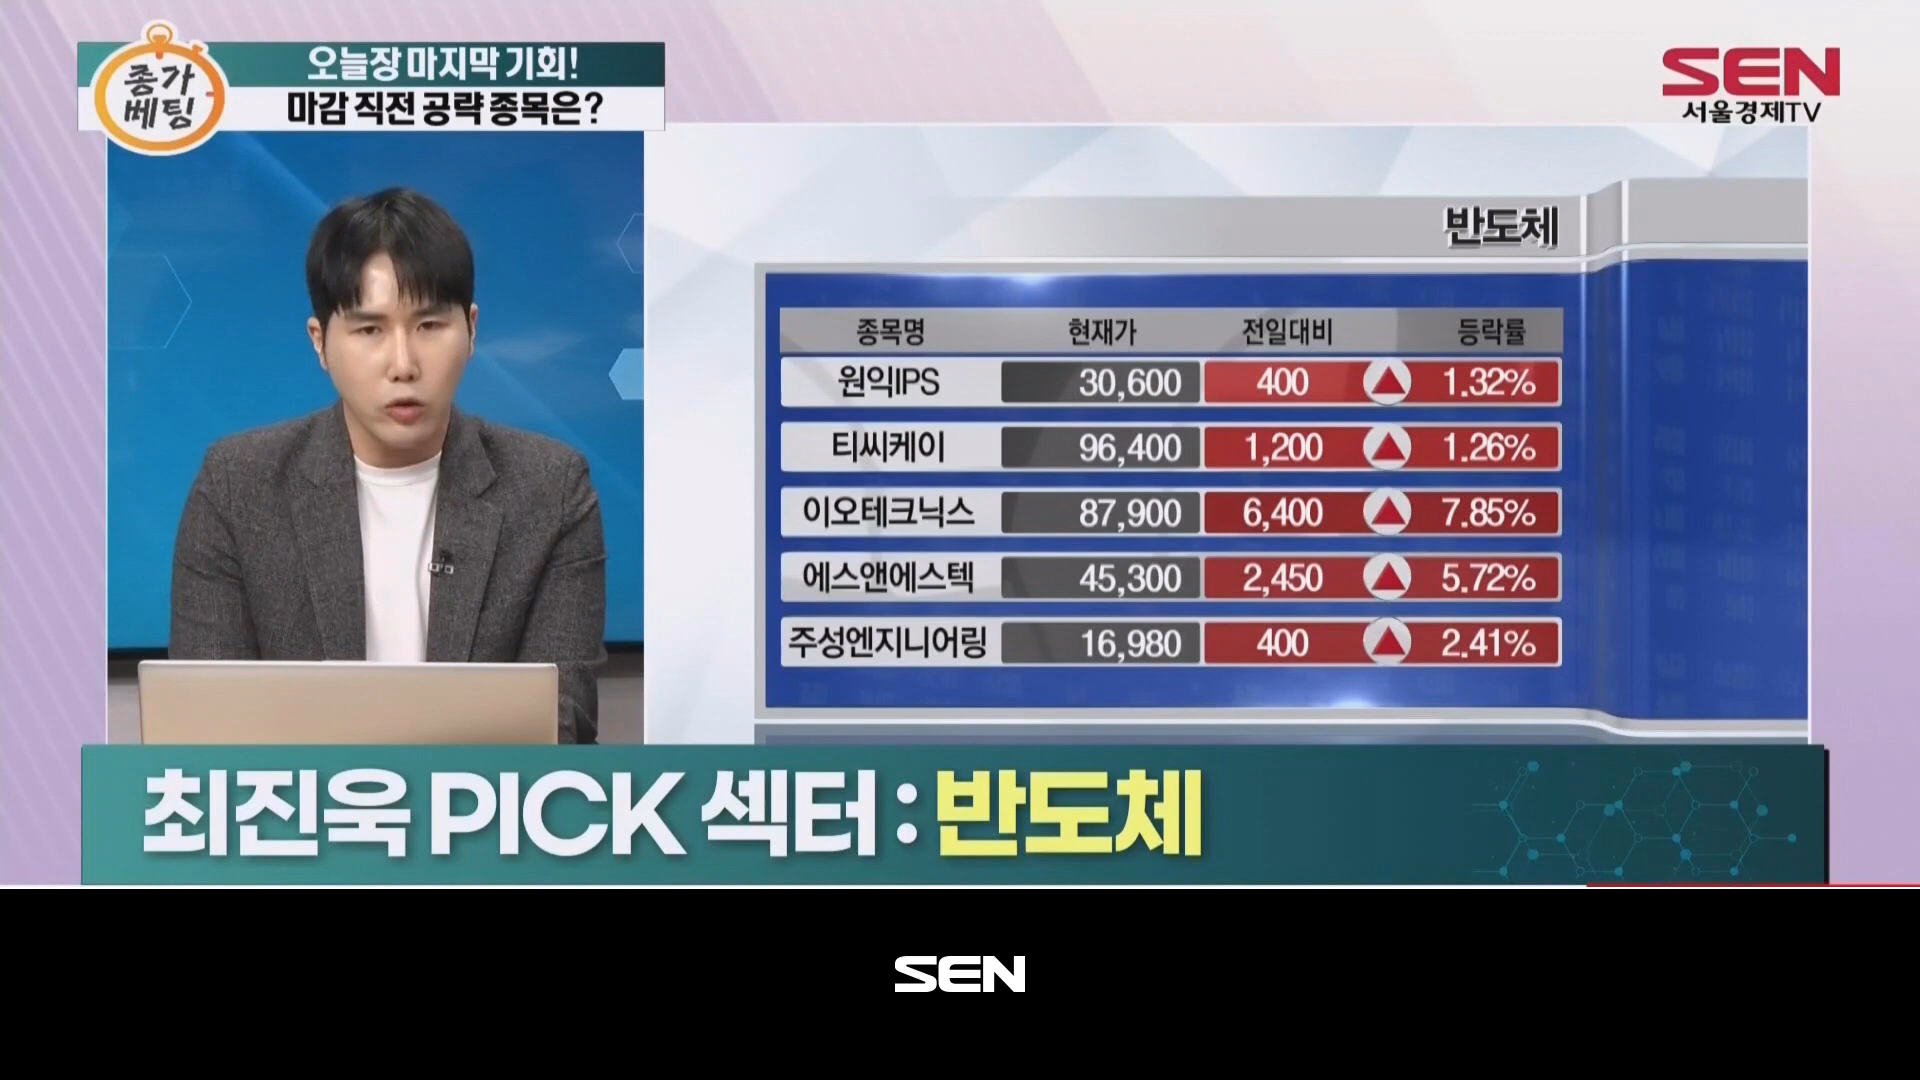 종가
베팅
오늘장 마지막 기회!
마감 직전 공략 종목은?
SEN
서울경제TV
반도체
종목명 현재가 전일대비 등락률
원익IPS 30,600 400 ▲ 1.32%
티씨케이 96,400 1,200 ▲ 1.26%
이오테크닉스 87,900 6,400 ▲ 7.85%
에스앤에스텍 45,300 2,450 ▲ 5.72%
주성엔지니어링 16,980 400 ▲ 2.41%
최진욱 PICK 섹터 : 반도체
SEN